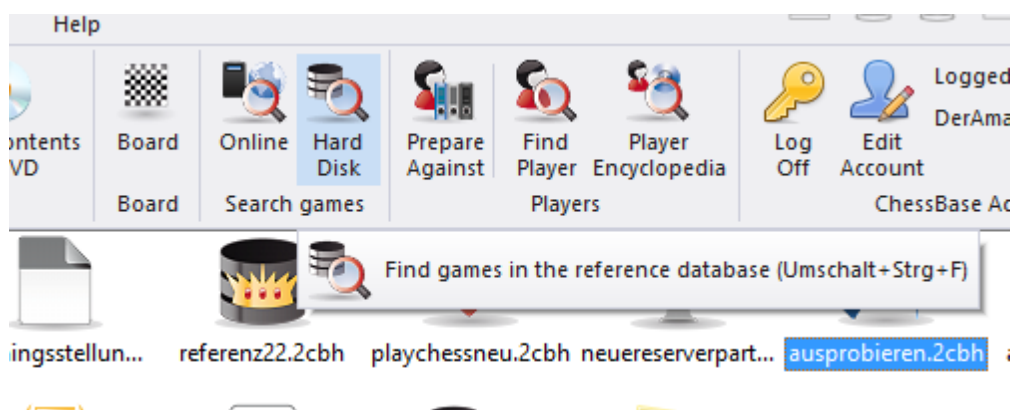 Help
ontents Board Online Hard Prepare Find Player Log Edit Logged
VD Disk Against Player Encyclopedia Off Account DerAma
Board Search games Players ChessBase Ac
Find games in the reference database (Umschalt+Strg+F)
ningsstellun... referenz22.2cbh playchessneu.2cbh neuereserverpart... ausprobieren.2cbh